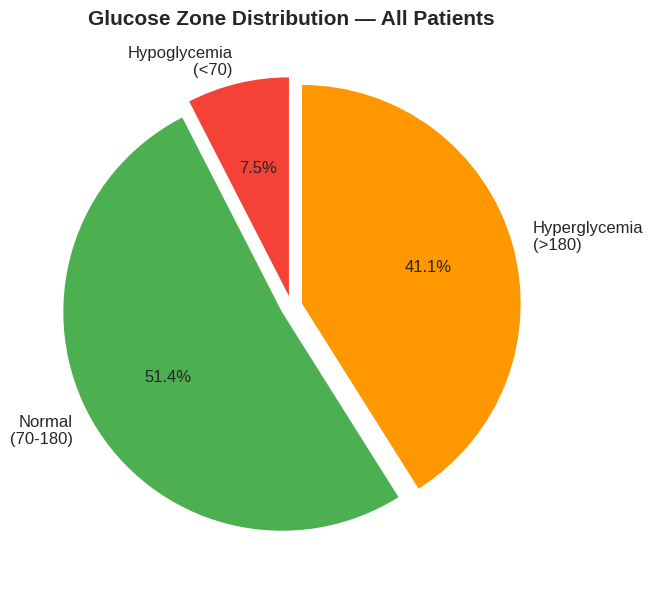 Glucose Zone Distribution — All Patients
Hypoglycemia
(<70)
7.5%
Hyperglycemia
(>180)
41.1%
51.4%
Normal
(70-180)